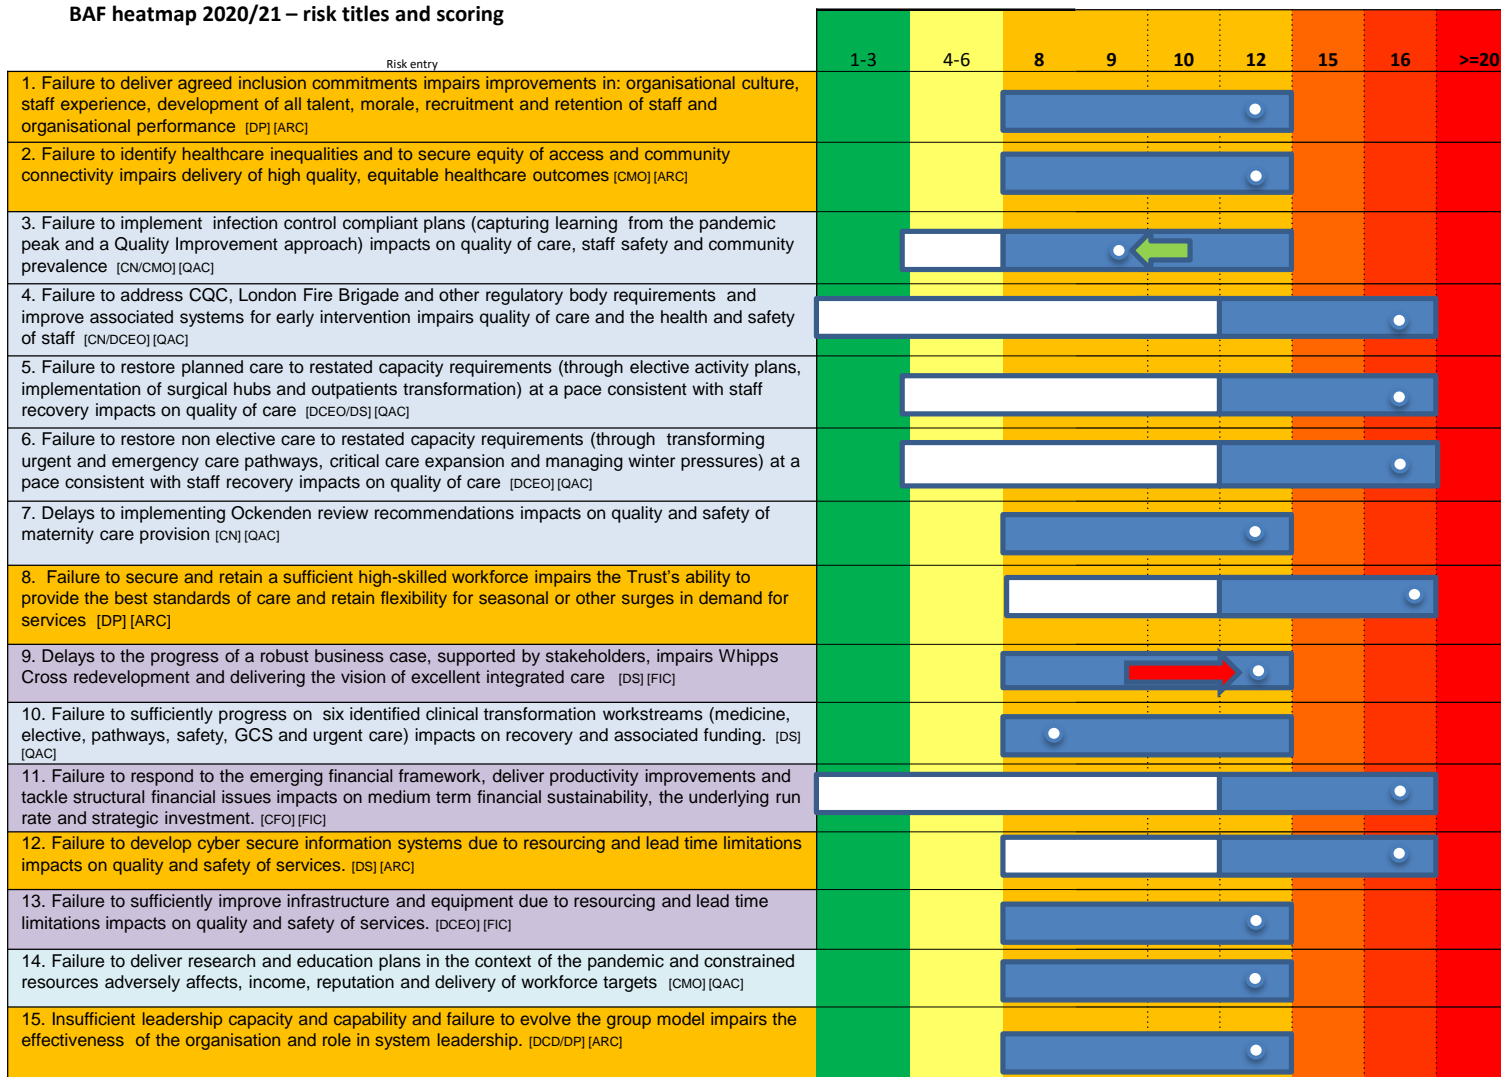 BAF heatmap 2020/21 – risk titles and scoring
Risk entry
1-3 4-6 8 9 10 12 15 16 >=20
1. Failure to deliver agreed inclusion commitments impairs improvements in: organisational culture,
staff experience, development of all talent, morale, recruitment and retention of staff and
organisational performance [DP] [ARC]
2. Failure to identify healthcare inequalities and to secure equity of access and community
connectivity impairs delivery of high quality, equitable healthcare outcomes [CMO] [ARC]
3. Failure to implement infection control compliant plans (capturing learning from the pandemic
peak and a Quality Improvement approach) impacts on quality of care, staff safety and community
prevalence [CN/CMO] [QAC]
4. Failure to address CQC, London Fire Brigade and other regulatory body requirements and
improve associated systems for early intervention impairs quality of care and the health and safety
of staff [CN/DCEO] [QAC]
5. Failure to restore planned care to restated capacity requirements (through elective activity plans,
implementation of surgical hubs and outpatients transformation) at a pace consistent with staff
recovery impacts on quality of care [DCEO/DS] [QAC]
6. Failure to restore non elective care to restated capacity requirements (through transforming
urgent and emergency care pathways, critical care expansion and managing winter pressures) at a
pace consistent with staff recovery impacts on quality of care [DCEO] [QAC]
7. Delays to implementing Ockenden review recommendations impacts on quality and safety of
maternity care provision [CN] [QAC]
8. Failure to secure and retain a sufficient high-skilled workforce impairs the Trust's ability to
provide the best standards of care and retain flexibility for seasonal or other surges in demand for
services [DP] [ARC]
9. Delays to the progress of a robust business case, supported by stakeholders, impairs Whipps
Cross redevelopment and delivering the vision of excellent integrated care [DS] [FIC]
10. Failure to sufficiently progress on six identified clinical transformation workstreams (medicine,
elective, pathways, safety, GCS and urgent care) impacts on recovery and associated funding. [DS]
[QAC]
11. Failure to respond to the emerging financial framework, deliver productivity improvements and
tackle structural financial issues impacts on medium term financial sustainability, the underlying run
rate and strategic investment. [CFO] [FIC]
12. Failure to develop cyber secure information systems due to resourcing and lead time limitations
impacts on quality and safety of services. [DS] [ARC]
13. Failure to sufficiently improve infrastructure and equipment due to resourcing and lead time
limitations impacts on quality and safety of services. [DCEO] [FIC]
14. Failure to deliver research and education plans in the context of the pandemic and constrained
resources adversely affects, income, reputation and delivery of workforce targets [CMO] [QAC]
15. Insufficient leadership capacity and capability and failure to evolve the group model impairs the
effectiveness of the organisation and role in system leadership. [DCD/DP] [ARC]